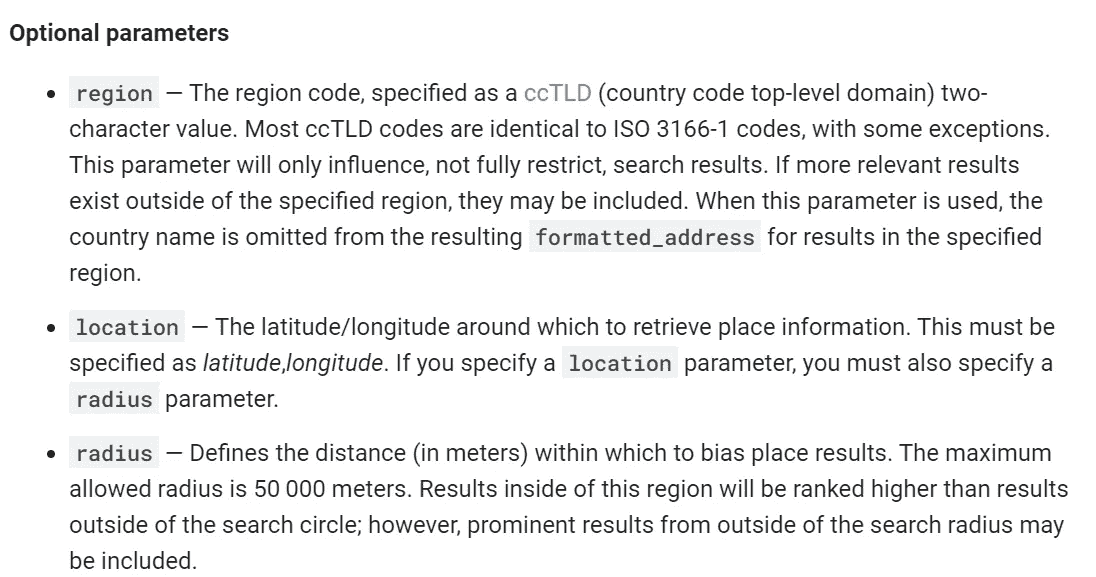 Optional parameters
• region — The region code, specified as a ccTLD (country code top-level domain) two-
character value. Most ccTLD codes are identical to ISO 3166-1 codes, with some exceptions.
This parameter will only influence, not fully restrict, search results. If more relevant results
exist outside of the specified region, they may be included. When this parameter is used, the
country name is omitted from the resulting formatted_address for results in the specified
region.
• location — The latitude/longitude around which to retrieve place information. This must be
specified as latitude,longitude. If you specify a location parameter, you must also specify a
radius parameter.
• radius — Defines the distance (in meters) within which to bias place results. The maximum
allowed radius is 50 000 meters. Results inside of this region will be ranked higher than results
outside of the search circle; however, prominent results from outside of the search radius may
be included.